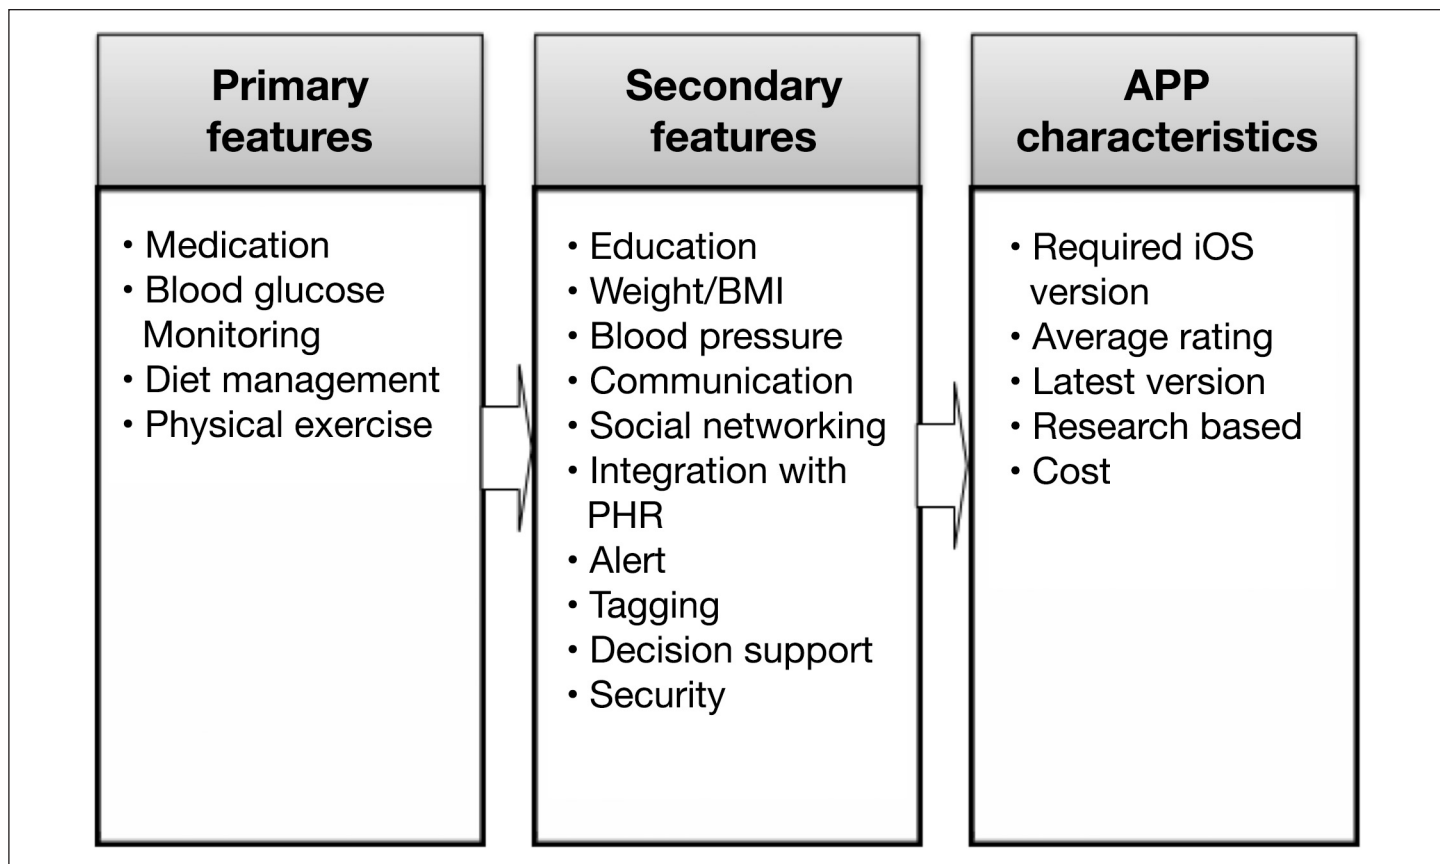 Primary
features
• Medication
• Blood glucose
Monitoring
• Diet management
• Physical exercise
Secondary
features
• Education
• Weight/BMI
• Blood pressure
• Communication
• Social networking
• Integration with
PHR
• Alert
• Tagging
• Decision support
• Security
APP
characteristics
• Required iOS
version
• Average rating
• Latest version
• Research based
• Cost